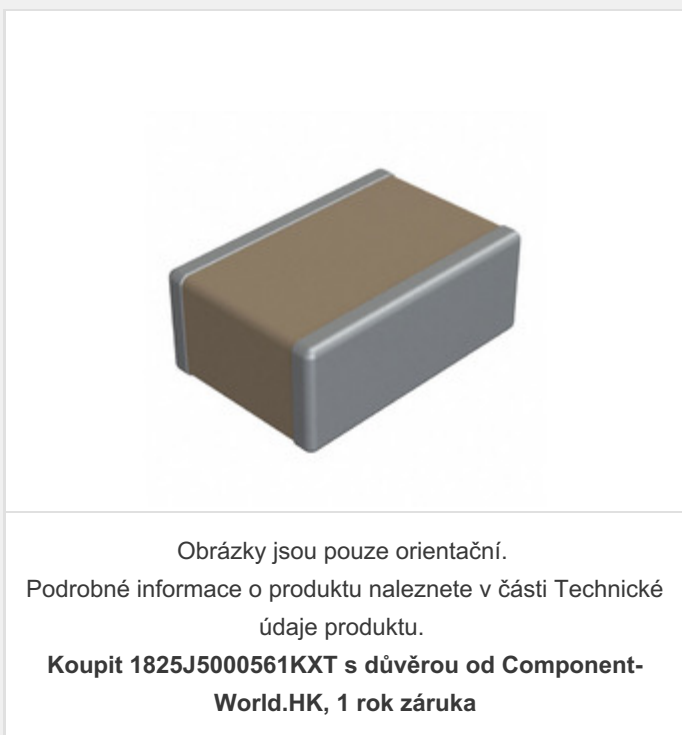 Obrázky jsou pouze orientační.
Podrobné informace o produktu naleznete v části Technické
údaje produktu.
Koupit 1825J5000561KXT s důvěrou od Component-
World.HK, 1 rok záruka